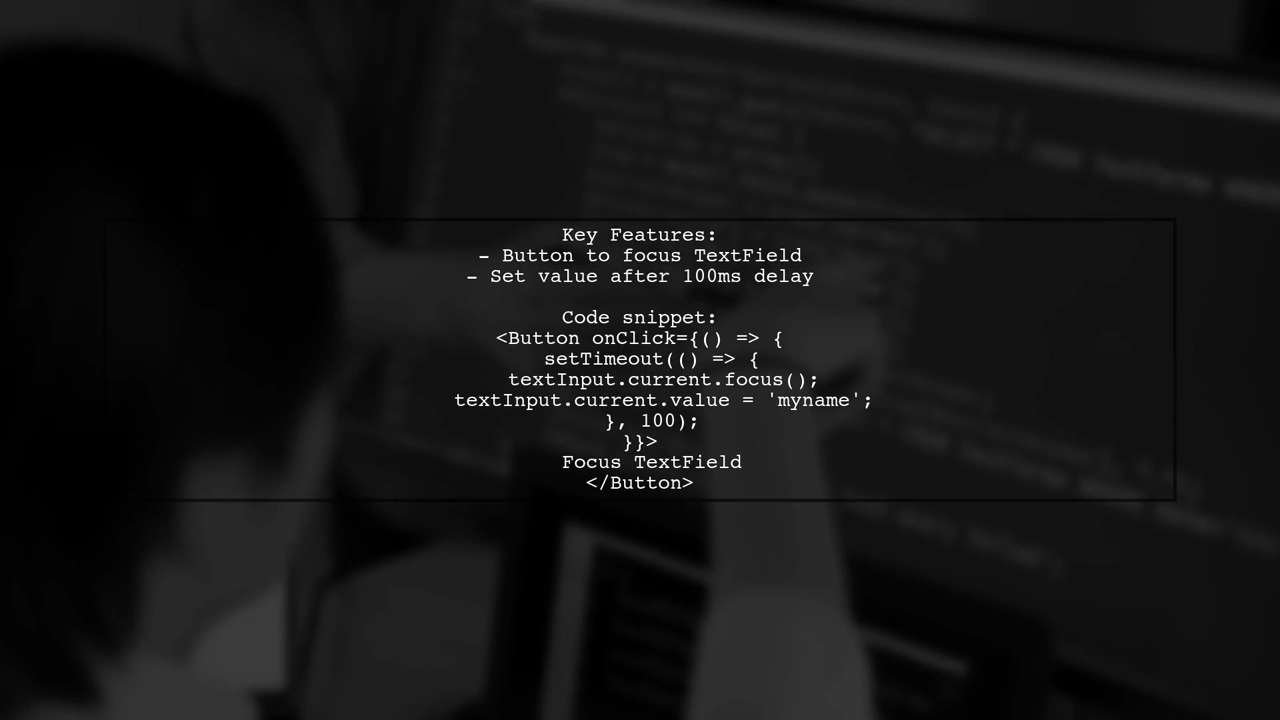 Key Features:
- Button to focus TextField
- Set value after 100ms delay
Code snippet:
<Button onClick={() => {
setTimeout(() => {
textInput.current.focus();
textInput.current.value = 'myname';
}, 100);
}}>
Focus TextField
</Button>